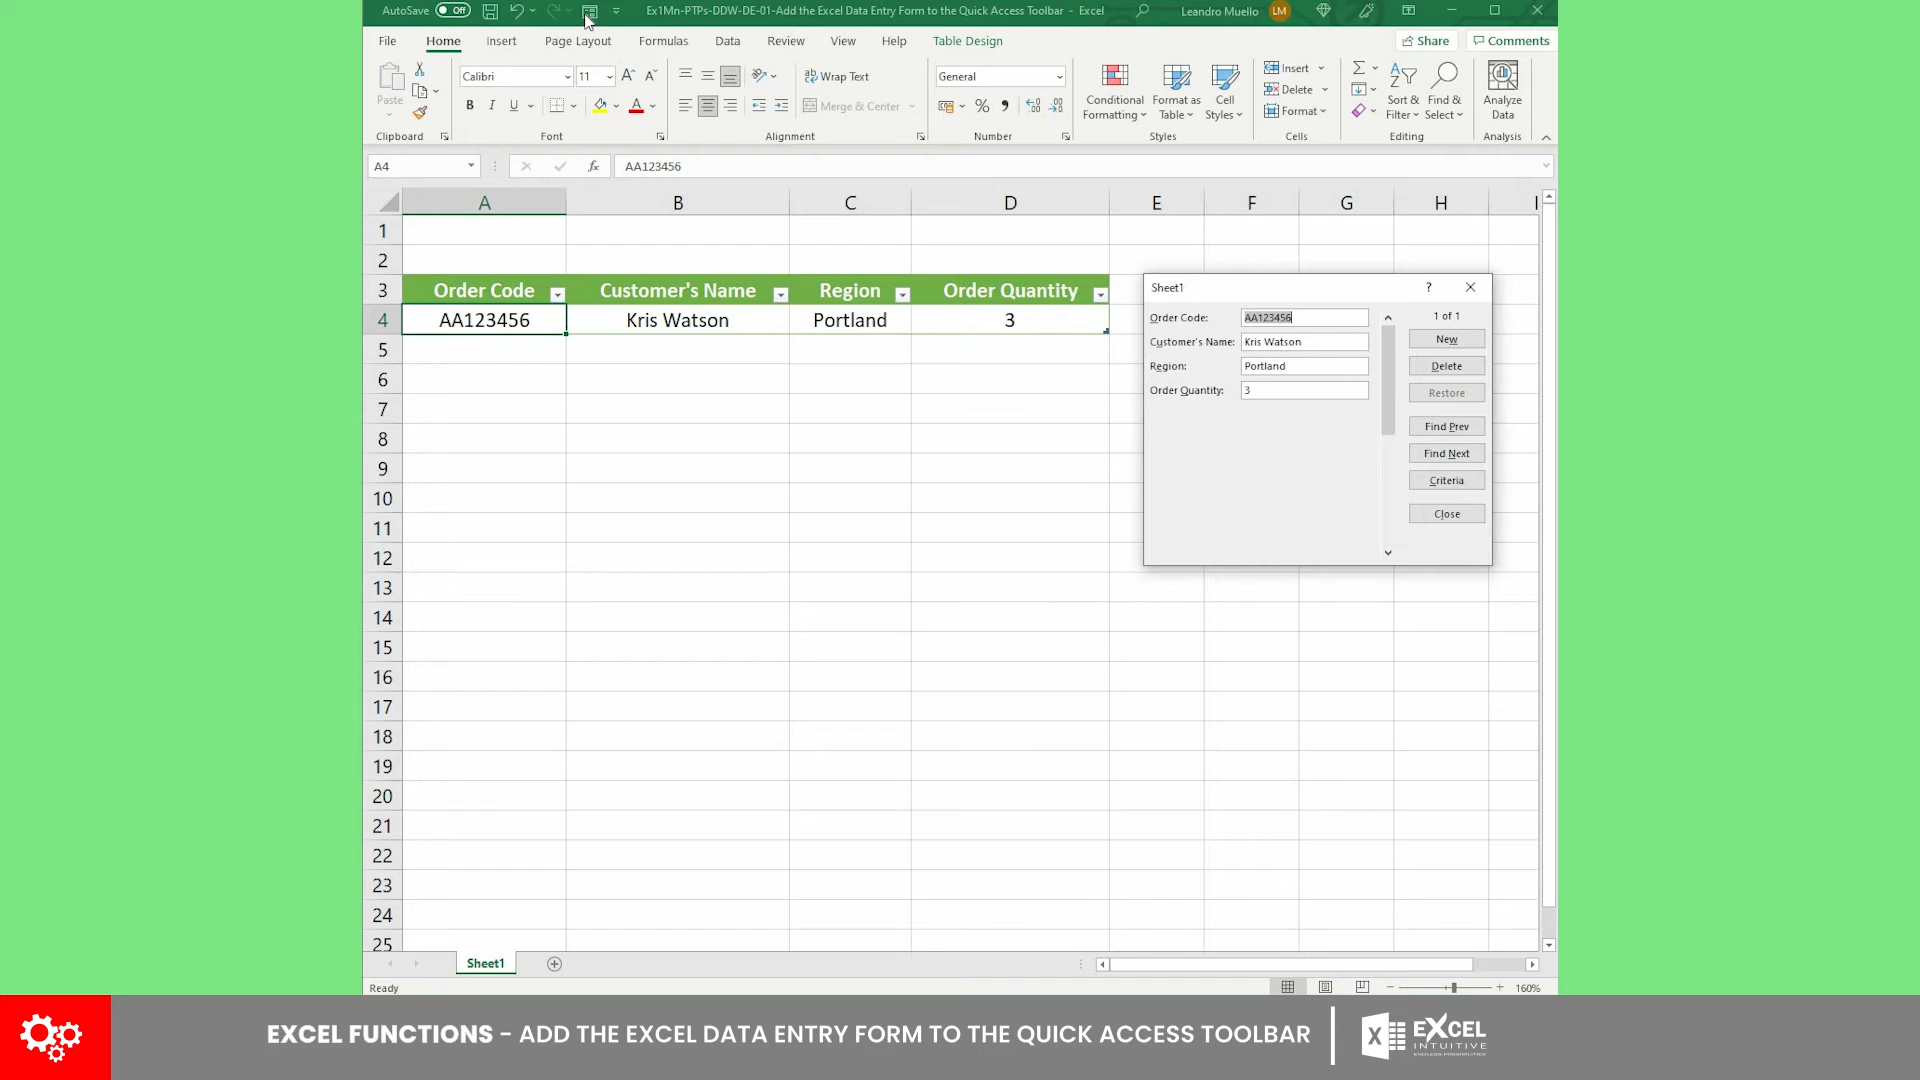 AutoSave Off Ex1Mn-PTPs-DDW-DE-01-Add the Excel Data Entry Form to the Quick Access Toolbar - Excel Leandro Muello LM
File Home Insert Page Layout Formulas Data Review View Help Table Design Share Comments
Paste
Calibri 11
B I U A
Wrap Text
Merge & Center
General
Conditional Formatting
Format as Table
Cell Styles
Insert
Delete
Format
Sort & Filter
Find & Select
Analyze Data
Clipboard Font Alignment Number Styles Cells Editing Analysis
A4 fx AA123456
A B C D E F G H I
1
2
3 Order Code Customer's Name Region Order Quantity
4 AA123456 Kris Watson Portland 3
5
6
7
8
9
10
11
12
13
14
15
16
17
18
19
20
21
22
23
24
25
Sheet1 ?
Order Code: AA123456 1 of 1
New
Customer's Name: Kris Watson
Region: Portland Delete
Order Quantity: 3 Restore
Find Prev
Find Next
Criteria
Close
Sheet1
Ready 160%
EXCEL FUNCTIONS - ADD THE EXCEL DATA ENTRY FORM TO THE QUICK ACCESS TOOLBAR
X EXCEL
INTUITIVE
ENDLESS POSSIBILITIES